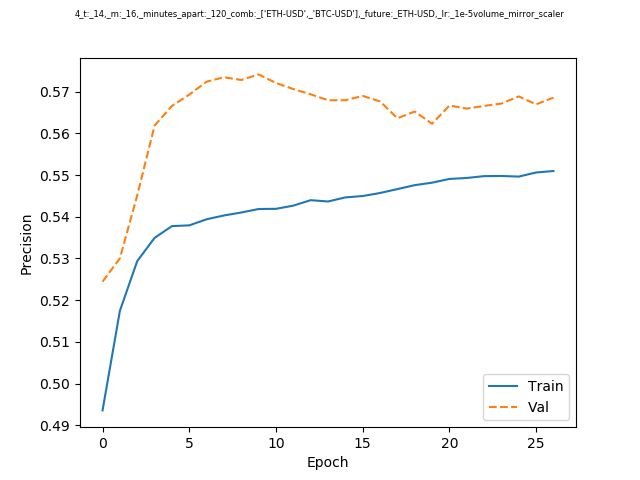 4_t:_14,_m:_16,_minutes_apart:_120_comb:_['ETH-USD',_'BTC-USD'],_future:_ETH-USD,_lr:_1e-5volume_mirror_scaler
0.57
0.56
0.55
0.54
0.53
0.52
0.51
0.50
0.49
Precision
0 5 10 15 20 25
Epoch
Train
Val